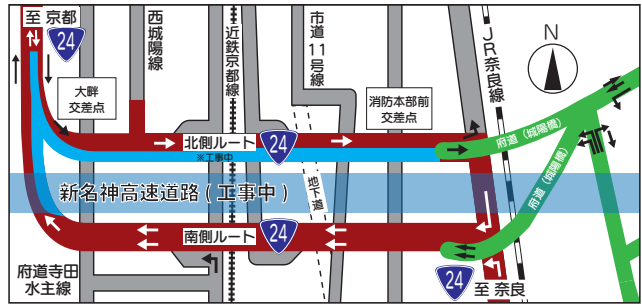 至 京都
24
西城陽線
近鉄京都線
市道11号線
JR奈良線
N
大畔
交差点
消防本部前
交差点
北側ルート
24
※工事中
府道（城陽橋）
新名神高速道路（工事中）
地下道
府道（城陽橋）
南側ルート
24
府道寺田
水主線
24
至 奈良